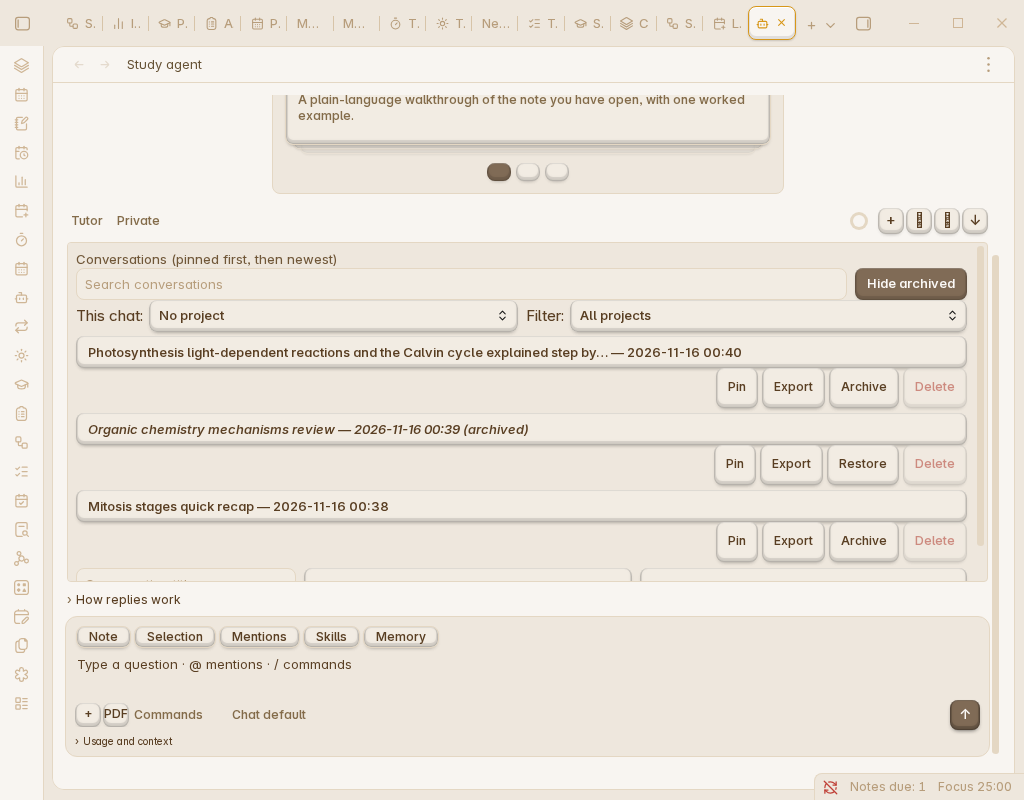 S.
I..
P.
A
P.
M...
M...
T.
T.
Ne...
T.
S.
C
S.
L.
Study agent
A plain-language walkthrough of the note you have open, with one worked
example.
Tutor Private
Conversations (pinned first, then newest)
Search conversations
Hide archived
This chat: No project Filter: All projects
Photosynthesis light-dependent reactions and the Calvin cycle explained step by… — 2026-11-16 00:40
Pin Export Archive Delete
Organic chemistry mechanisms review — 2026-11-16 00:39 (archived)
Pin Export Restore Delete
Mitosis stages quick recap — 2026-11-16 00:38
Pin Export Archive Delete
› How replies work
Note Selection Mentions Skills Memory
Type a question · @ mentions · / commands
+ PDF Commands Chat default
› Usage and context
Notes due: 1 Focus 25:00